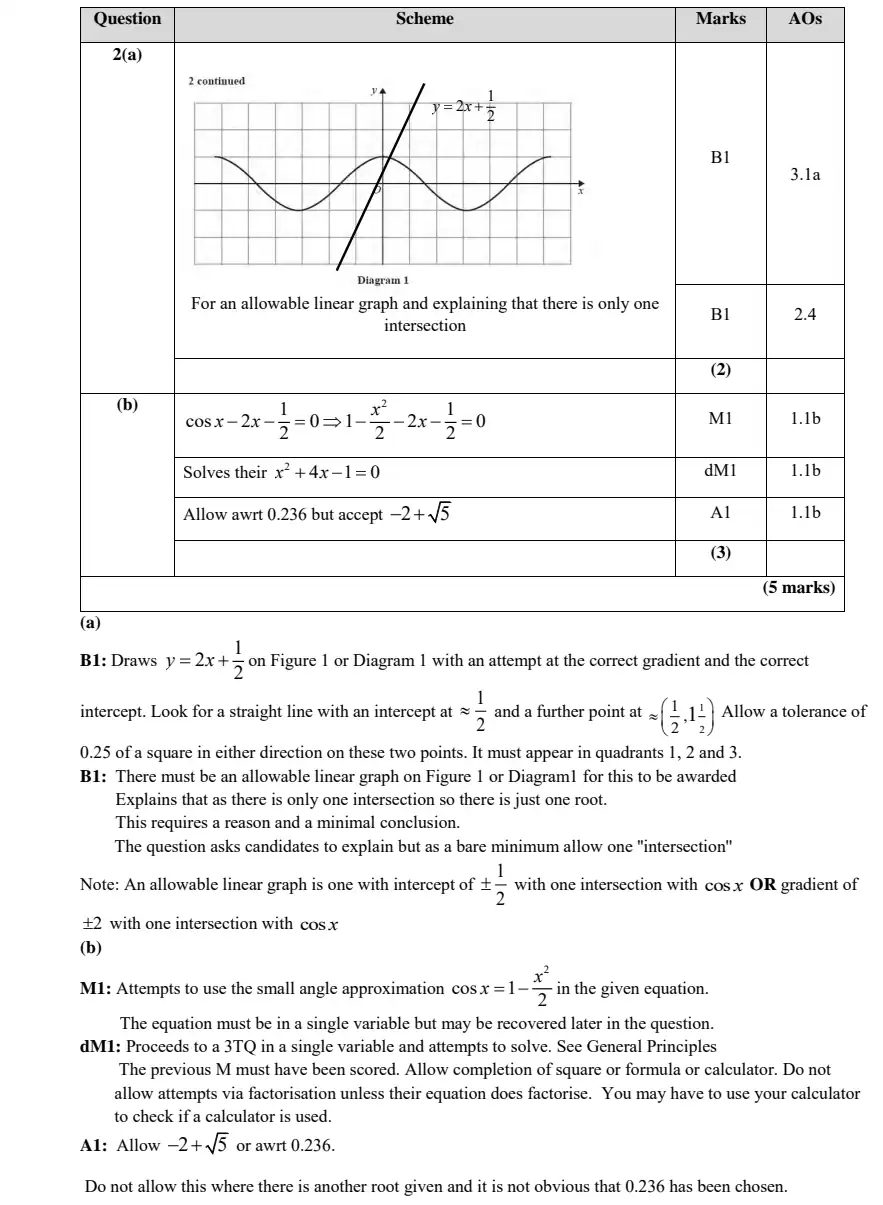 Question Scheme Marks AOs
2(a)
2 continued
y
y = 2x + 1/2
O
x
Diagram 1
B1
3.1a
For an allowable linear graph and explaining that there is only one
intersection
B1 2.4
(2)
(b) cos x − 2x − 1/2 = 0 ⇒ 1 − x²/2 − 2x − 1/2 = 0 M1 1.1b
Solves their x² + 4x − 1 = 0 dM1 1.1b
Allow awrt 0.236 but accept −2 + √5 A1 1.1b
(3)
(5 marks)
(a)
B1: Draws y = 2x + 1/2 on Figure 1 or Diagram 1 with an attempt at the correct gradient and the correct
intercept. Look for a straight line with an intercept at ≈ 1/2 and a further point at ≈ (1/2, 1 1/2) Allow a tolerance of
0.25 of a square in either direction on these two points. It must appear in quadrants 1, 2 and 3.
B1: There must be an allowable linear graph on Figure 1 or Diagram1 for this to be awarded
Explains that as there is only one intersection so there is just one root.
This requires a reason and a minimal conclusion.
The question asks candidates to explain but as a bare minimum allow one "intersection"
Note: An allowable linear graph is one with intercept of ± 1/2 with one intersection with cos x OR gradient of
±2 with one intersection with cos x
(b)
M1: Attempts to use the small angle approximation cos x = 1 − x²/2 in the given equation.
The equation must be in a single variable but may be recovered later in the question.
dM1: Proceeds to a 3TQ in a single variable and attempts to solve. See General Principles
The previous M must have been scored. Allow completion of square or formula or calculator. Do not
allow attempts via factorisation unless their equation does factorise. You may have to use your calculator
to check if a calculator is used.
A1: Allow −2 + √5 or awrt 0.236.
Do not allow this where there is another root given and it is not obvious that 0.236 has been chosen.